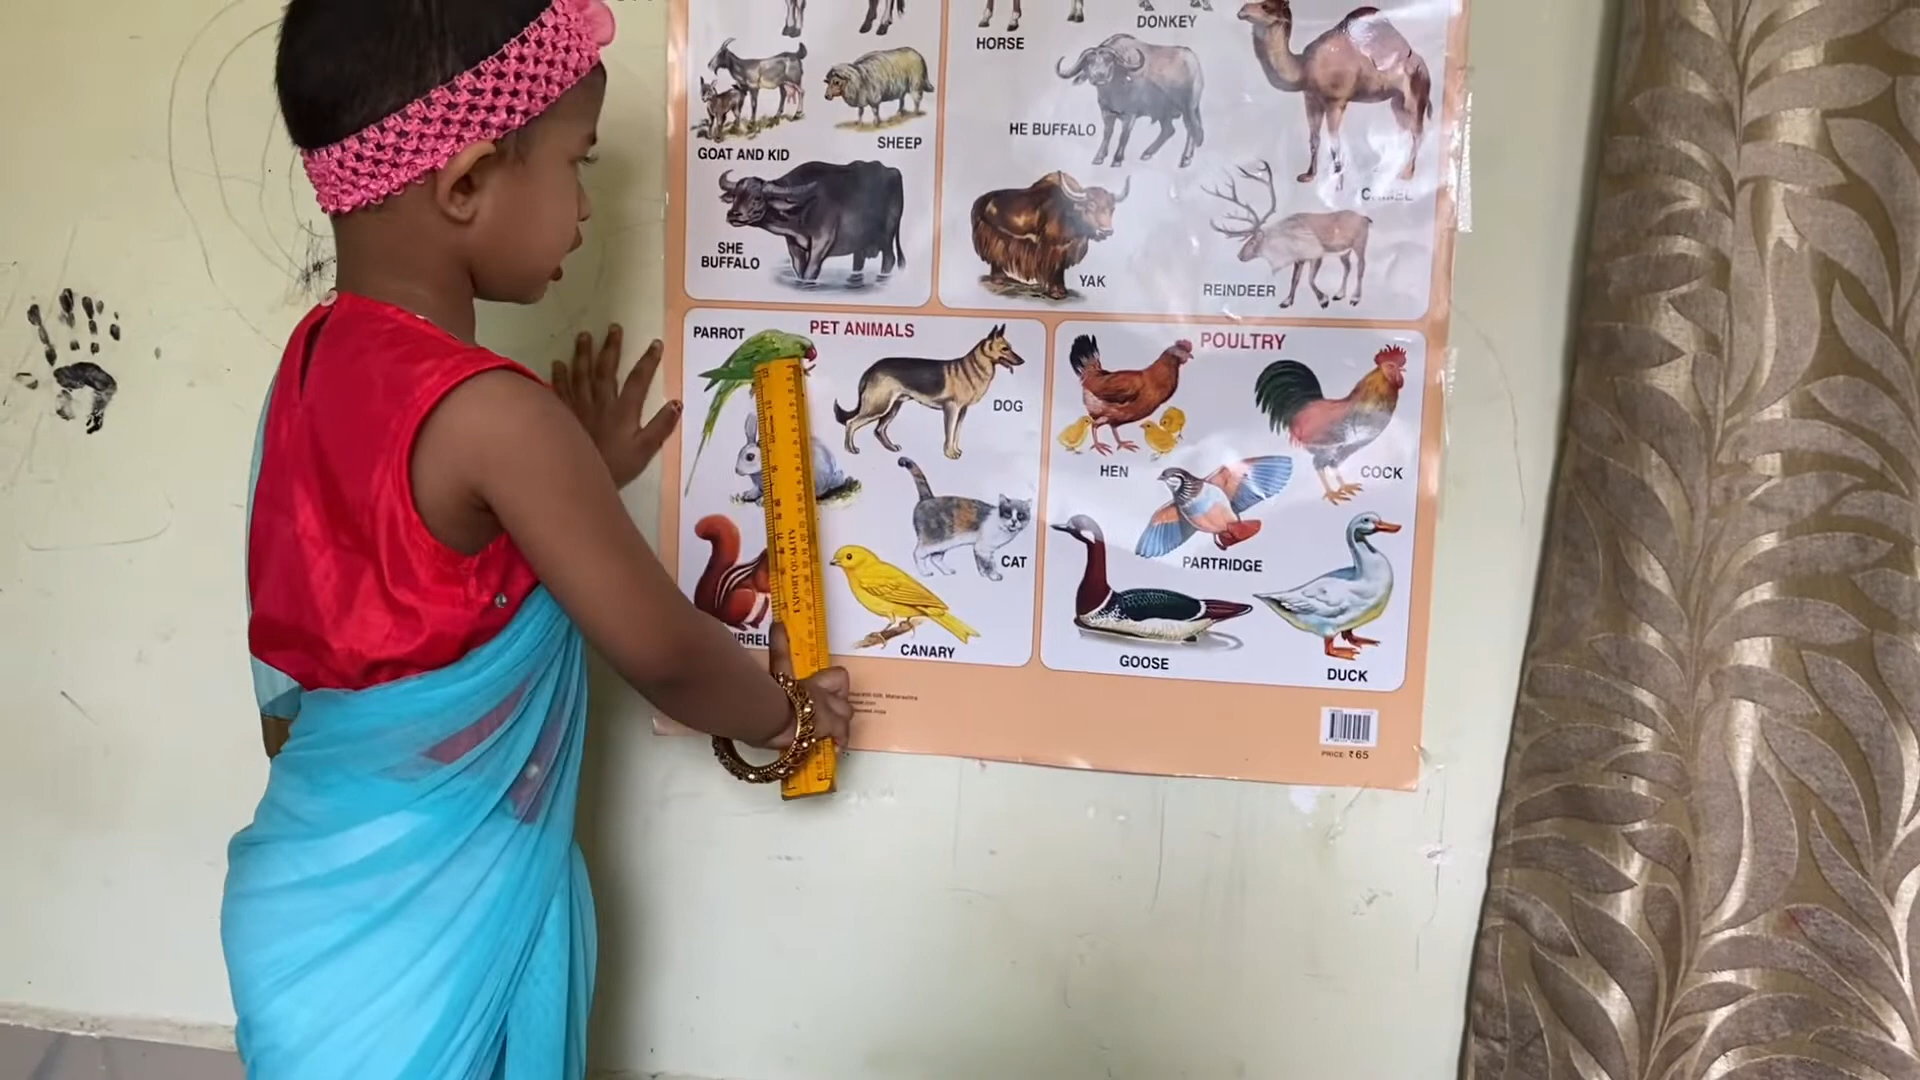 DONKEY
HORSE
HE BUFFALO
SHEEP
GOAT AND KID
CAMEL
SHE
BUFFALO
YAK
REINDEER
PARROT
PET ANIMALS
POULTRY
DOG
HEN
COCK
CAT
PARTRIDGE
EXPORT QUALITY
CANARY
GOOSE
DUCK
PRICE: ₹65